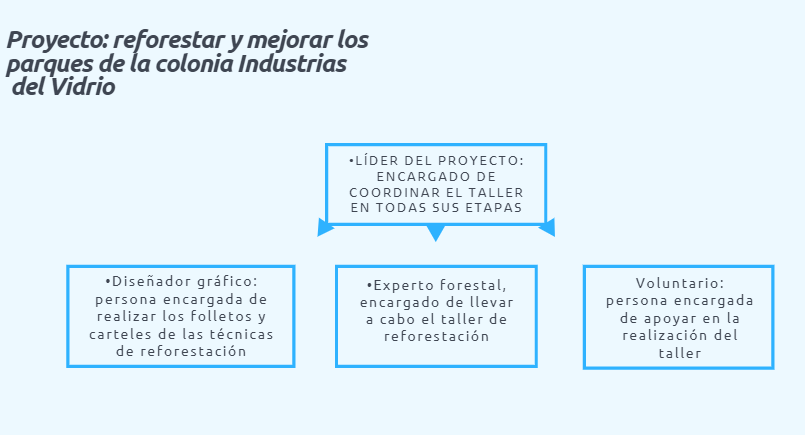 Proyecto: reforestar y mejorar los
parques de la colonia Industrias
del Vidrio
•LÍDER DEL PROYECTO:
ENCARGADO DE
COORDINAR EL TALLER
EN TODAS SUS ETAPAS
•Diseñador gráfico:
persona encargada de
realizar los folletos y
carteles de las técnicas
de reforestación
•Experto forestal,
encargado de llevar
a cabo el taller de
reforestación
Voluntario:
persona encargada
de apoyar en la
realización del
taller